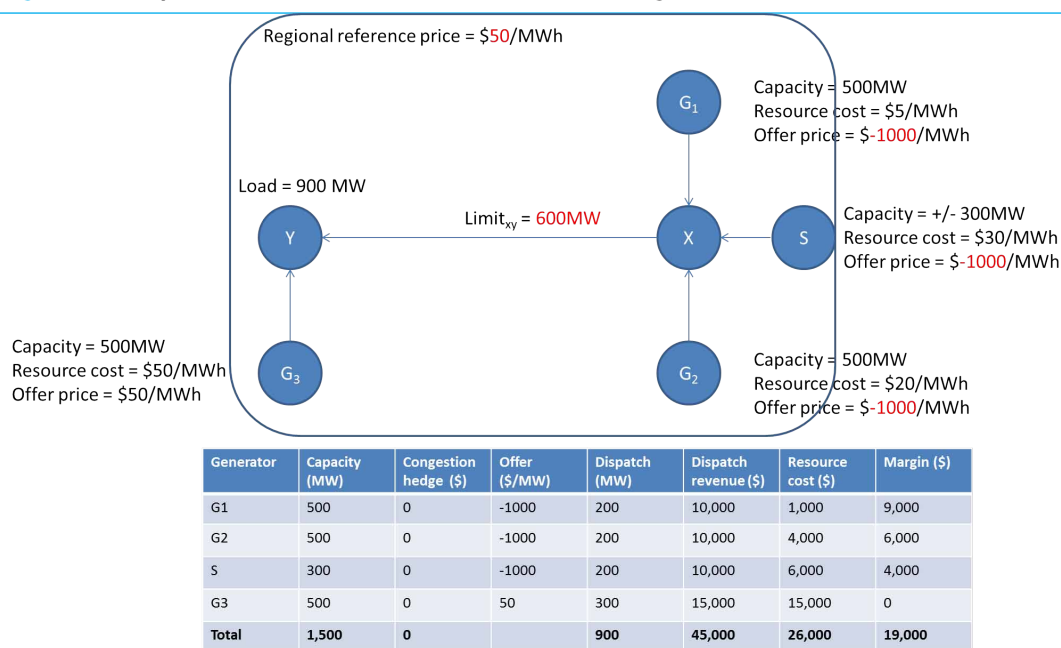 Regional reference price = $50/MWh
G1
Capacity = 500MW
Resource cost = $5/MWh
Offer price = $-1000/MWh
Load = 900 MW
Y
Limitxy = 600MW
X
S
Capacity = +/- 300MW
Resource cost = $30/MWh
Offer price = $-1000/MWh
Capacity = 500MW
Resource cost = $50/MWh
Offer price = $50/MWh
G3
G2
Capacity = 500MW
Resource cost = $20/MWh
Offer price = $-1000/MWh
Generator Capacity (MW) Congestion hedge ($) Offer ($/MW) Dispatch (MW) Dispatch revenue ($) Resource cost ($) Margin ($)
G1 500 0 -1000 200 10,000 1,000 9,000
G2 500 0 -1000 200 10,000 4,000 6,000
S 300 0 -1000 200 10,000 6,000 4,000
G3 500 0 50 300 15,000 15,000 0
Total 1,500 0 900 45,000 26,000 19,000